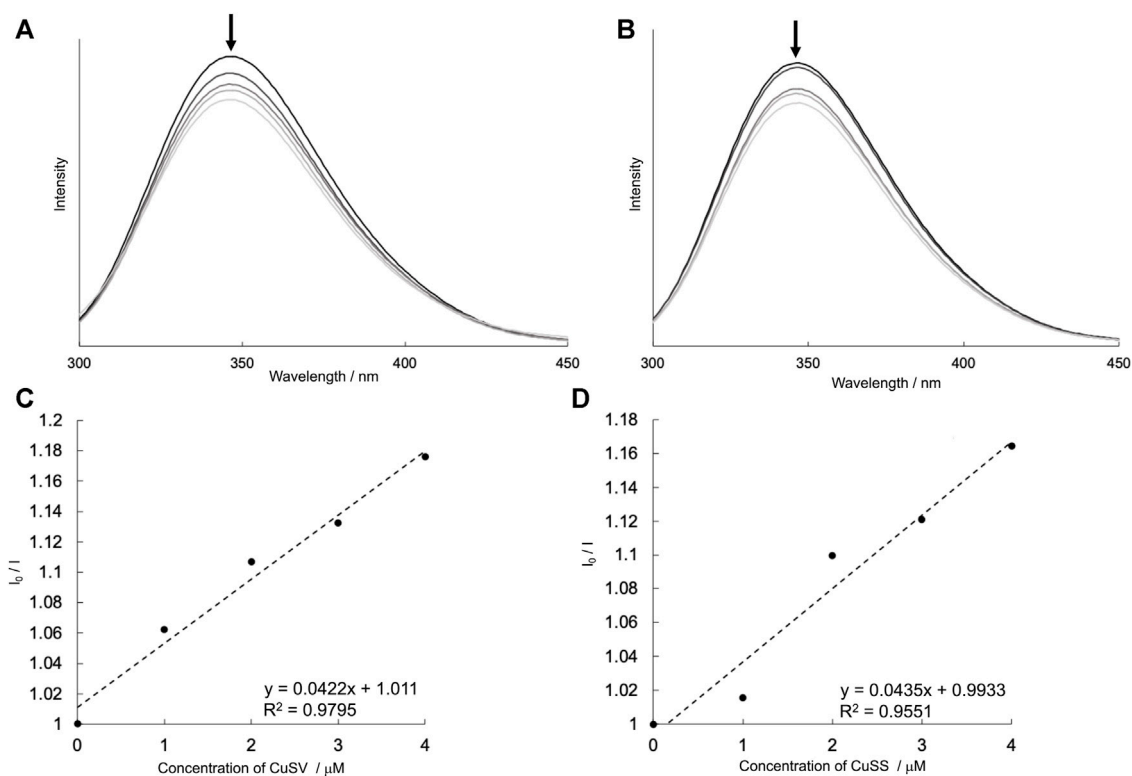 A
B
Intensity
Intensity
300
350
400
450
300
350
400
450
Wavelength / nm
Wavelength / nm
C
D
1.2
1.18
1.16
1.14
1.12
1.1
1.08
1.06
1.04
1.02
1
I₀ / I
y = 0.0422x + 1.011
R² = 0.9795
0
1
2
3
4
Concentration of CuSV / μM
1.18
1.16
1.14
1.12
1.1
1.08
1.06
1.04
1.02
1
I₀ / I
y = 0.0435x + 0.9933
R² = 0.9551
0
1
2
3
4
Concentration of CuSS / μM